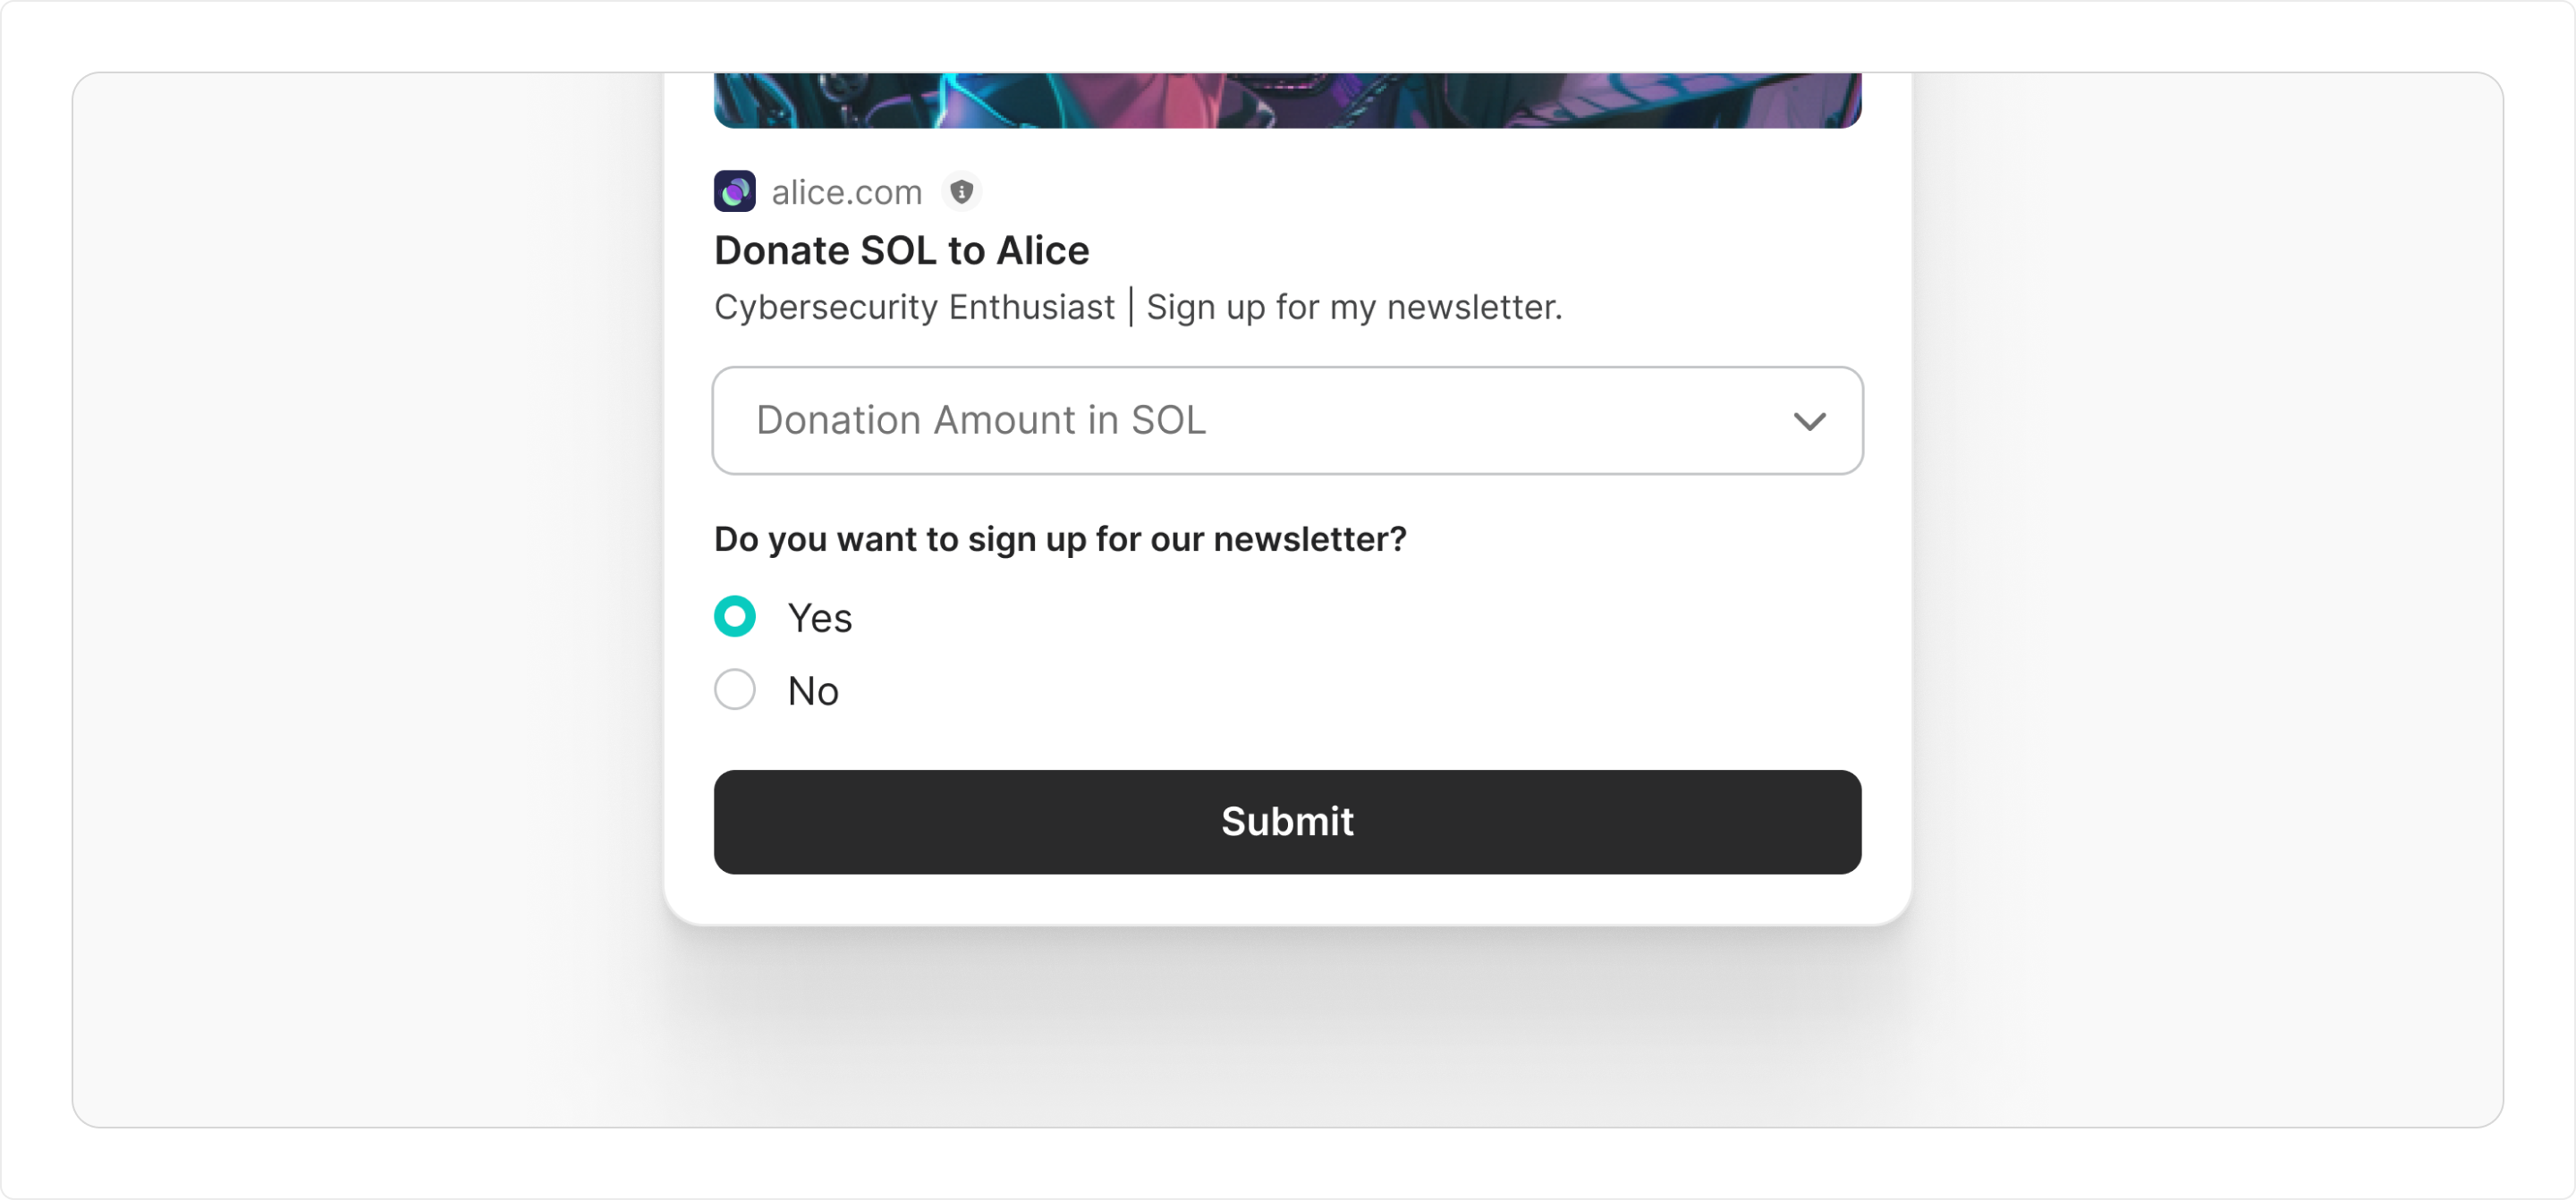 alice.com
Donate SOL to Alice
Cybersecurity Enthusiast | Sign up for my newsletter.
Donation Amount in SOL
Do you want to sign up for our newsletter?
Yes
No
Submit